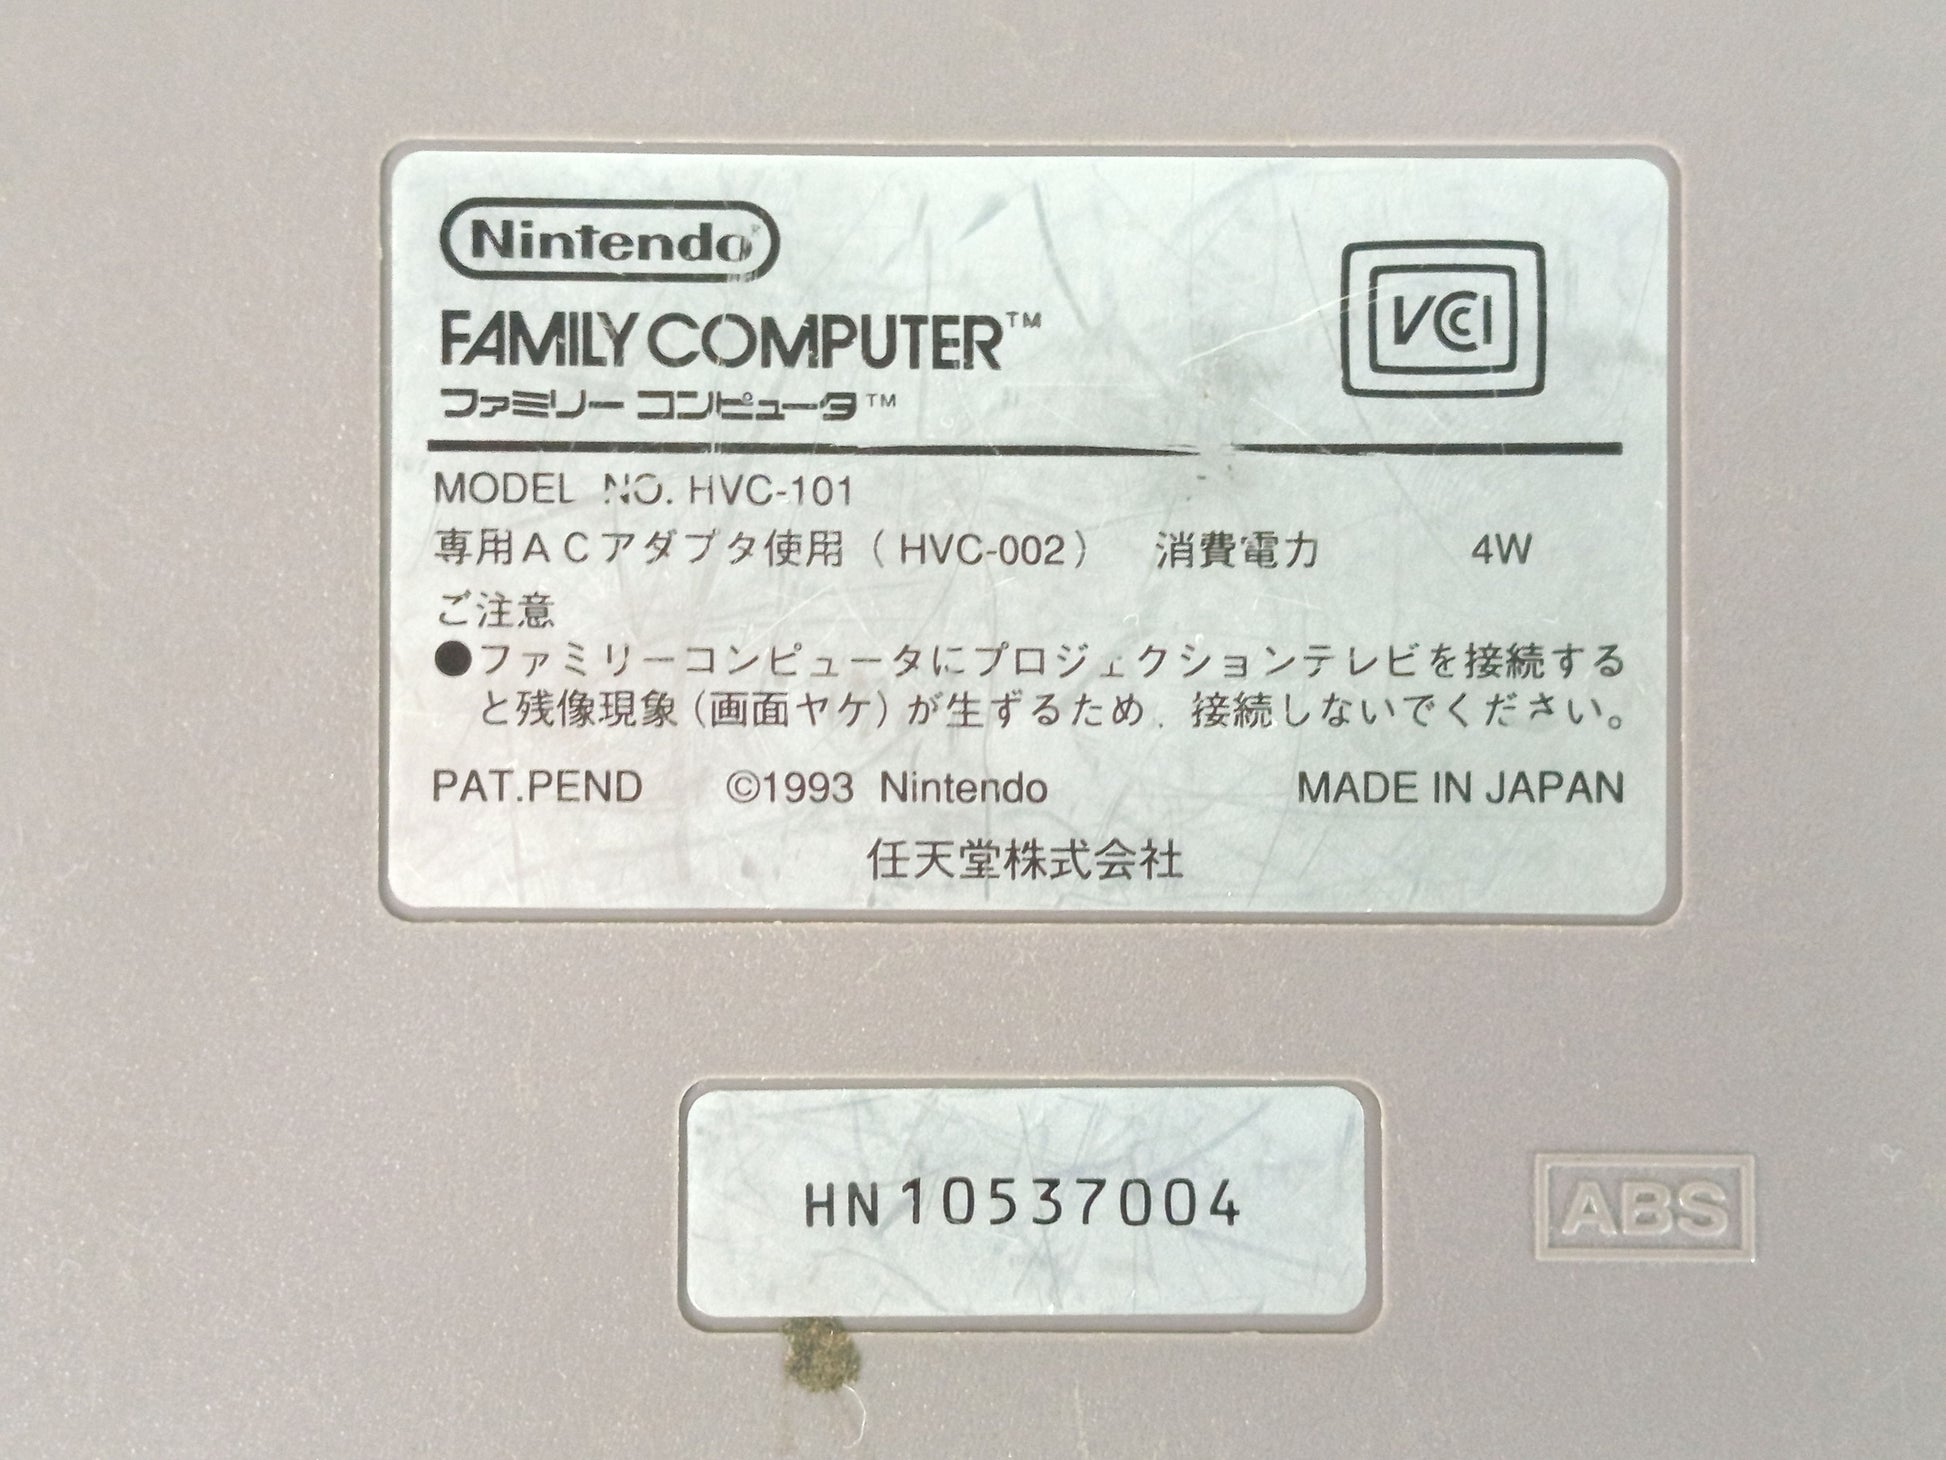 Nintendo
FAMILY COMPUTER™
ファミリーコンピュータ™
VCCI
MODEL NO. HVC-101
専用ACアダプタ使用（HVC-002） 消費電力 4W
ご注意
●ファミリーコンピュータにプロジェクションテレビを接続する
と残像現象（画面ヤケ）が生ずるため、接続しないでください。
PAT.PEND ©1993 Nintendo MADE IN JAPAN
任天堂株式会社
HN10537004
ABS